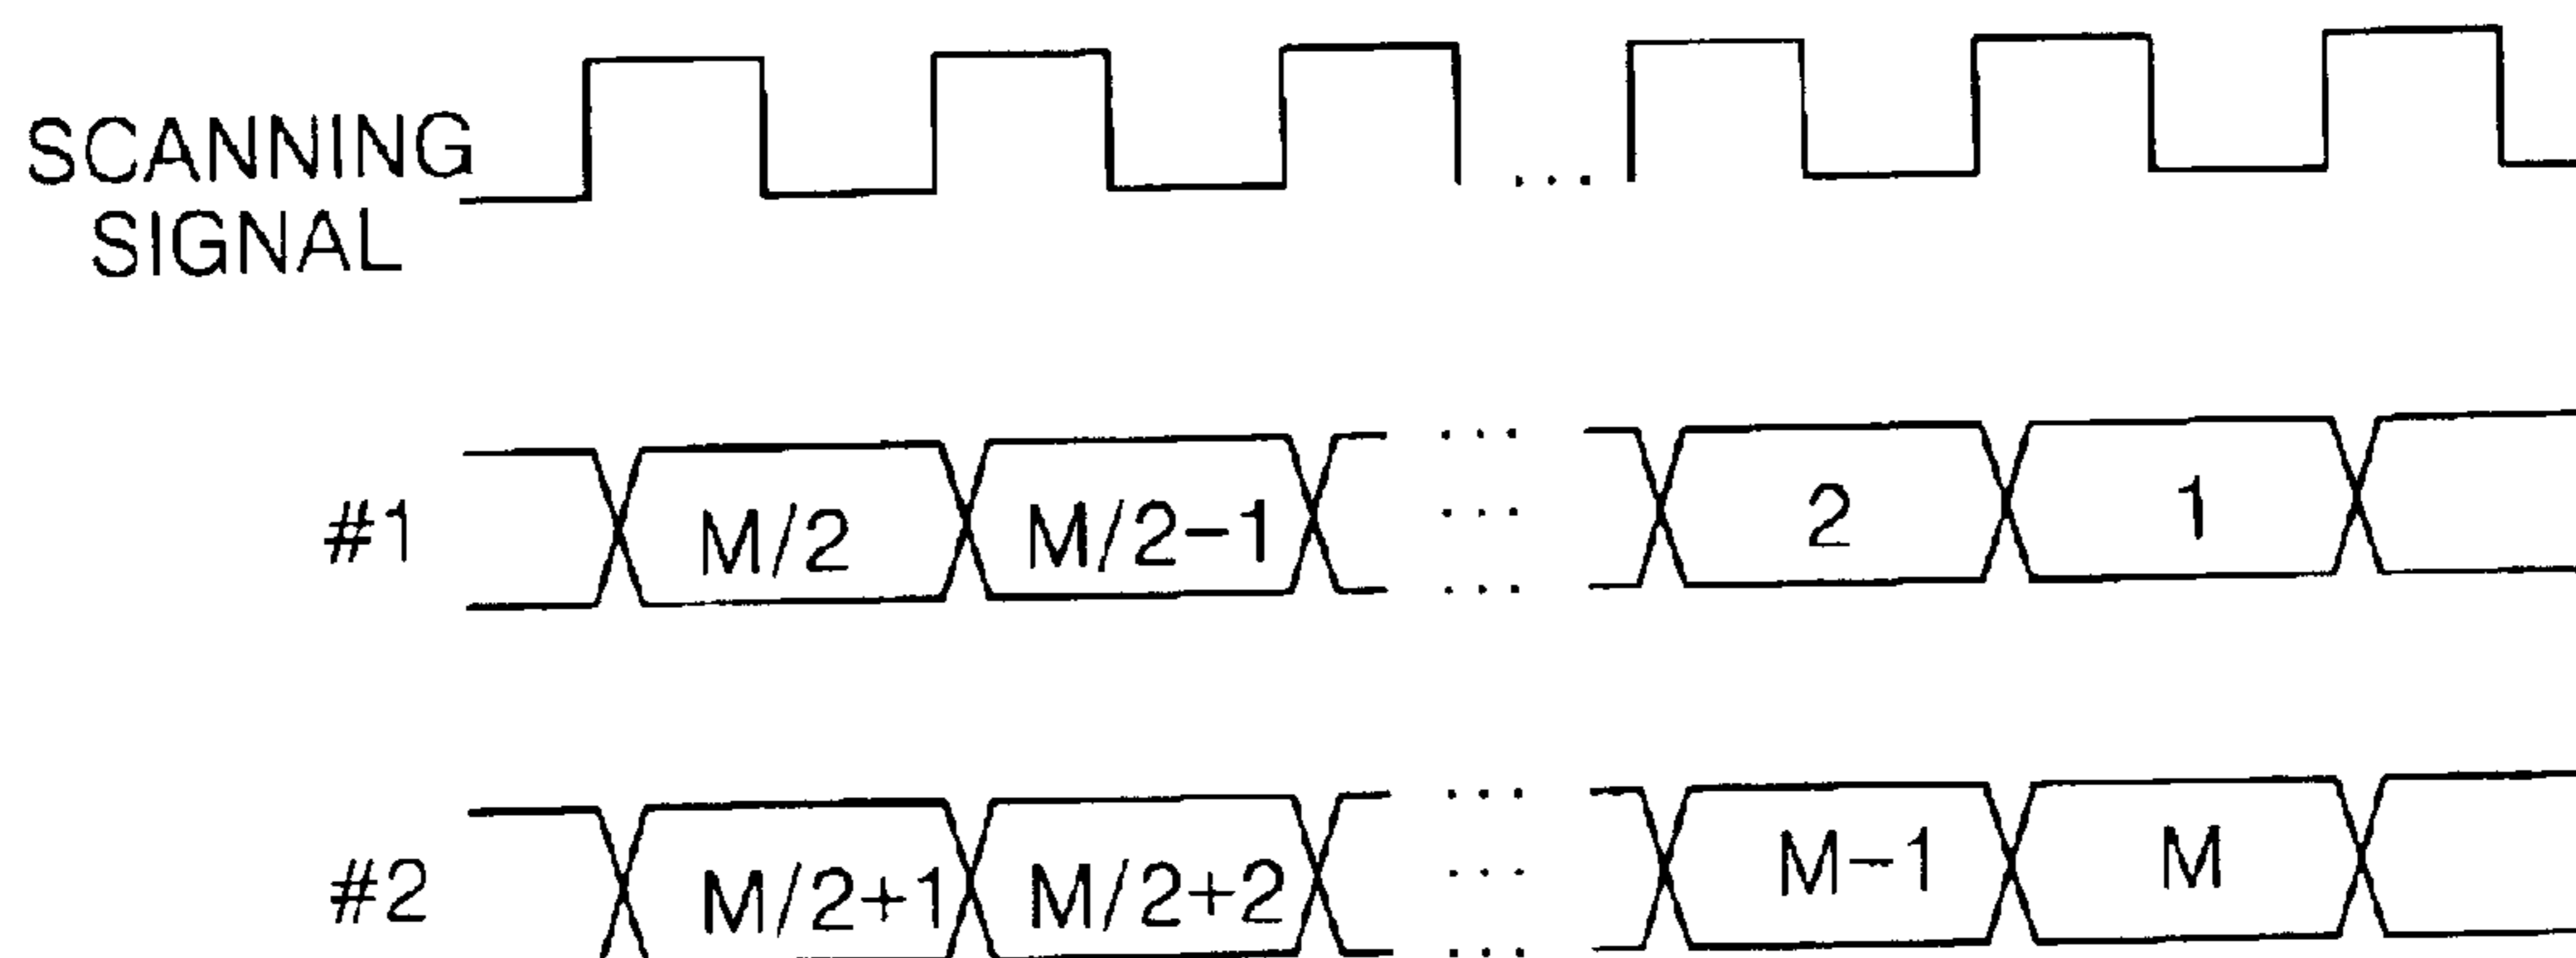 SCANNING
SIGNAL
...
#1 M/2 M/2-1 ... 2 1
#2 M/2+1 M/2+2 ... M-1 M